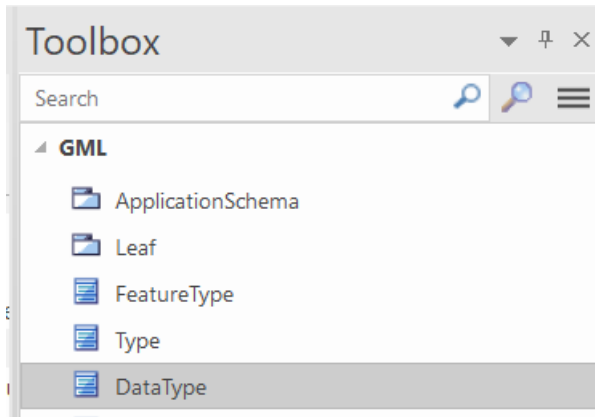 Toolbox
Search
GML
ApplicationSchema
Leaf
FeatureType
Type
DataType